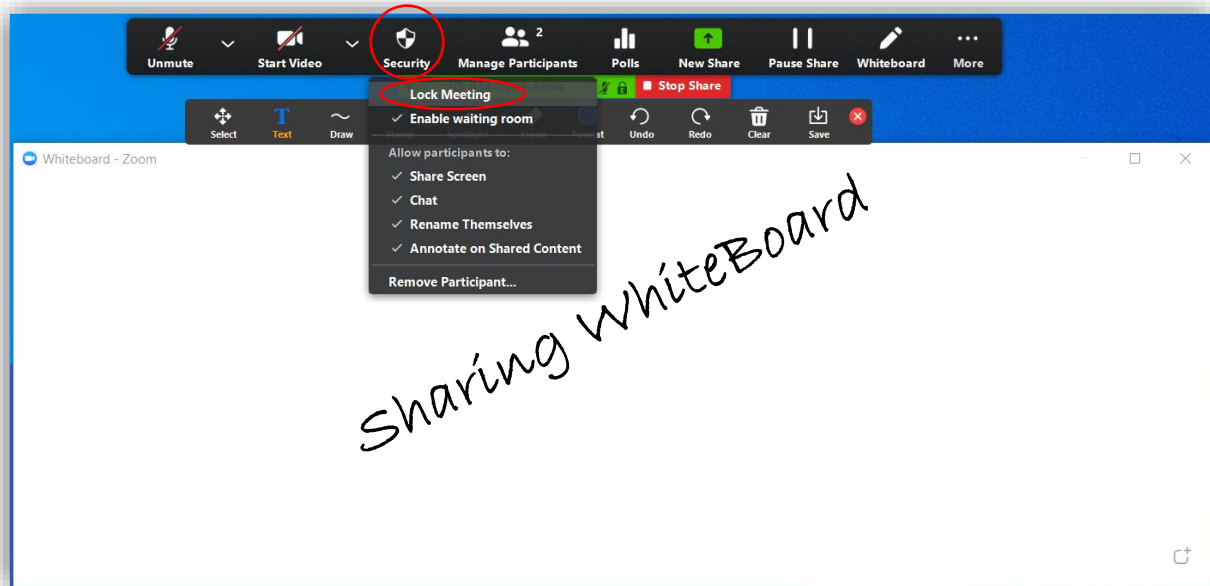 2
Unmute Start Video Security Manage Participants Polls New Share Pause Share Whiteboard More
Stop Share
Lock Meeting
Enable waiting room
Select Text Draw Undo Redo Clear Save
Allow participants to:
Share Screen
Chat
Rename Themselves
Annotate on Shared Content
Remove Participant...
Whiteboard - Zoom
Sharing WhiteBoard